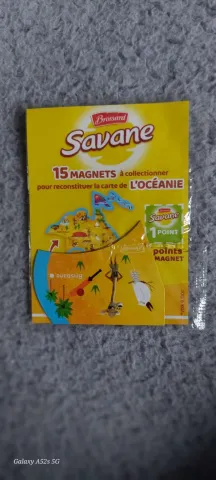 Brossard
Savane
15 MAGNETS à collectionner
pour reconstituer la carte de L'OCÉANIE
Savane
1 POINT
points
MAGNET
Galaxy A52s 5G